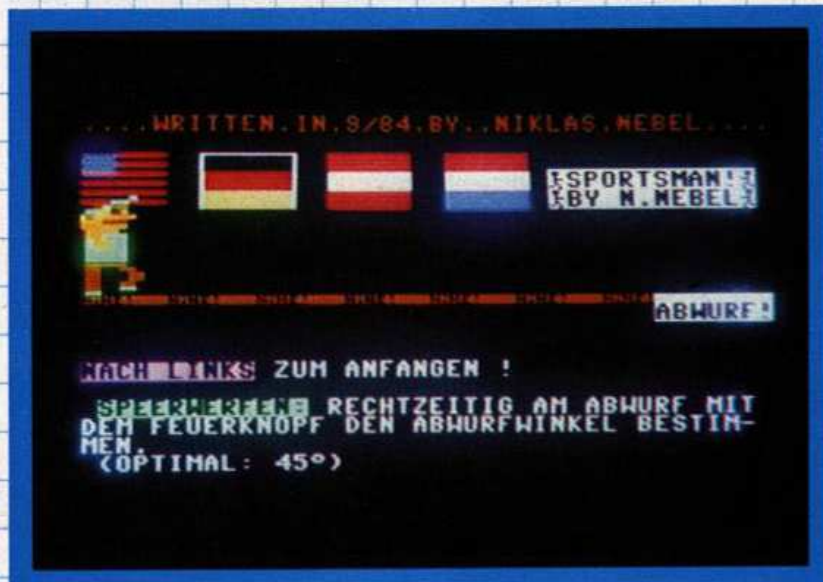 ....WRITTEN.IN.9/84.BY..NIKLAS.NEBEL....
SPORTSMAN!
BY N.NEBEL
ABWURF!
NACH LINKS ZUM ANFANGEN !
SPEERWERFEN: RECHTZEITIG AM ABWURF MIT
DEM FEUERKNOPF DEN ABWURFWINKEL BESTIM-
MEN.
(OPTIMAL: 45°)